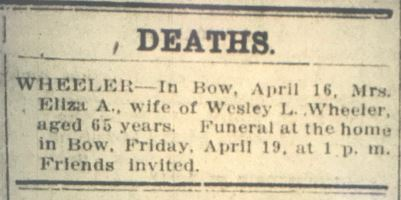 DEATHS.
WHEELER—In Bow, April 16, Mrs.
Eliza A., wife of Wesley L. Wheeler,
aged 65 years. Funeral at the home
in Bow, Friday, April 19, at 1 p. m.
Friends invited.